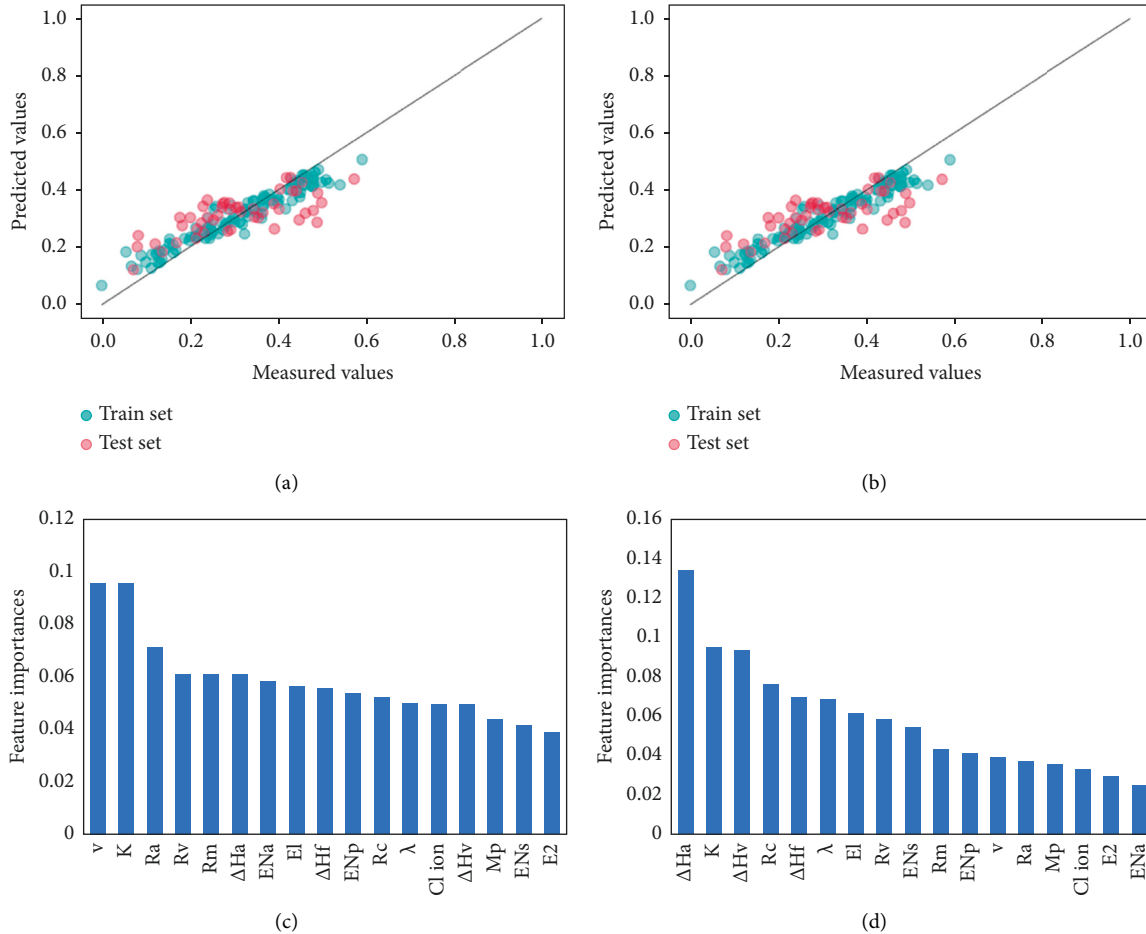 1.0
0.8
0.6
0.4
0.2
0.0
Predicted values
0.0 0.2 0.4 0.6 0.8 1.0
Measured values
Train set
Test set
(a)
1.0
0.8
0.6
0.4
0.2
0.0
Predicted values
0.0 0.2 0.4 0.6 0.8 1.0
Measured values
Train set
Test set
(b)
0.12
0.1
0.08
0.06
0.04
0.02
0
Feature importances
v K Ra Rv Rm ΔHa ENa El ΔHf ENp Rc λ Cl ion ΔHv Mp ENs E2
(c)
0.16
0.14
0.12
0.1
0.08
0.06
0.04
0.02
0
Feature importances
ΔHa K ΔHv Rc ΔHf λ El Rv ENs Rm ENp v Ra Mp Cl ion E2 ENa
(d)